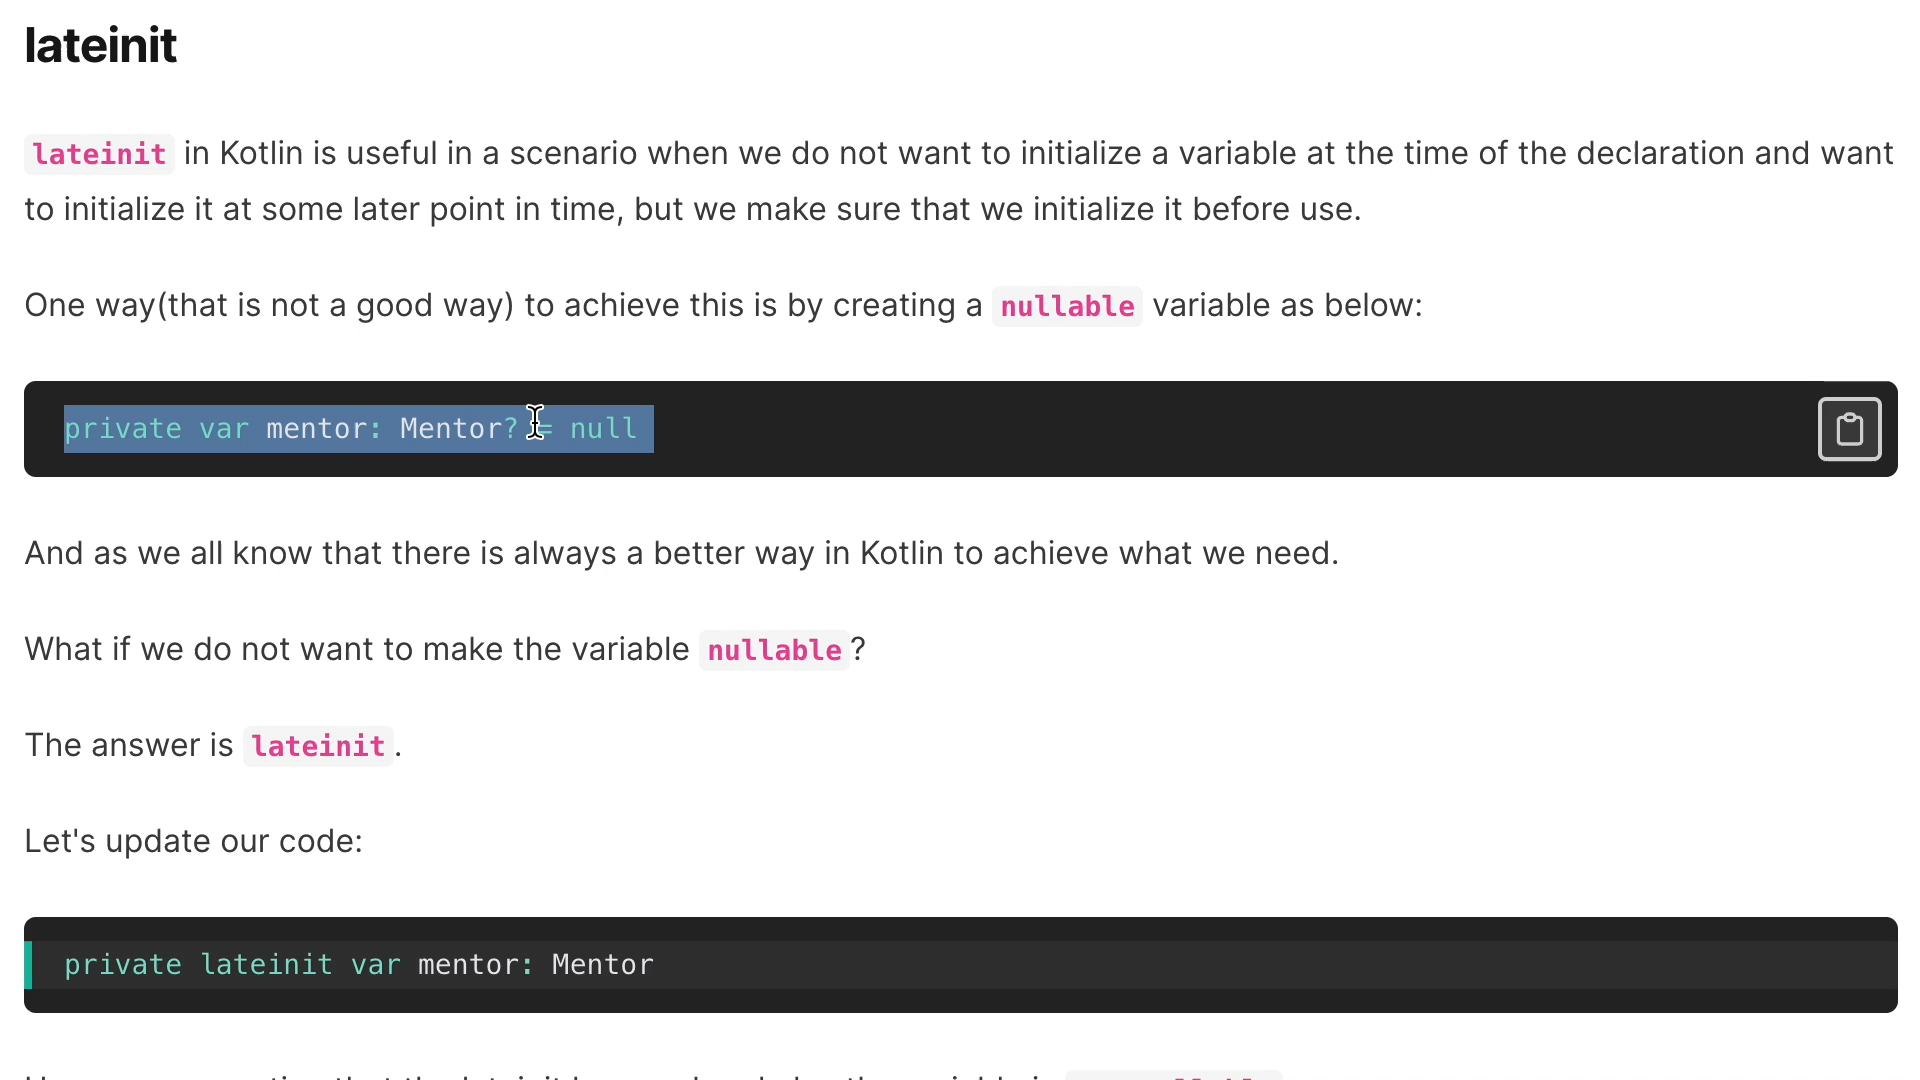 lateinit
lateinit in Kotlin is useful in a scenario when we do not want to initialize a variable at the time of the declaration and want
to initialize it at some later point in time, but we make sure that we initialize it before use.
One way(that is not a good way) to achieve this is by creating a nullable variable as below:
private var mentor: Mentor? = null
And as we all know that there is always a better way in Kotlin to achieve what we need.
What if we do not want to make the variable nullable?
The answer is lateinit.
Let's update our code:
private lateinit var mentor: Mentor